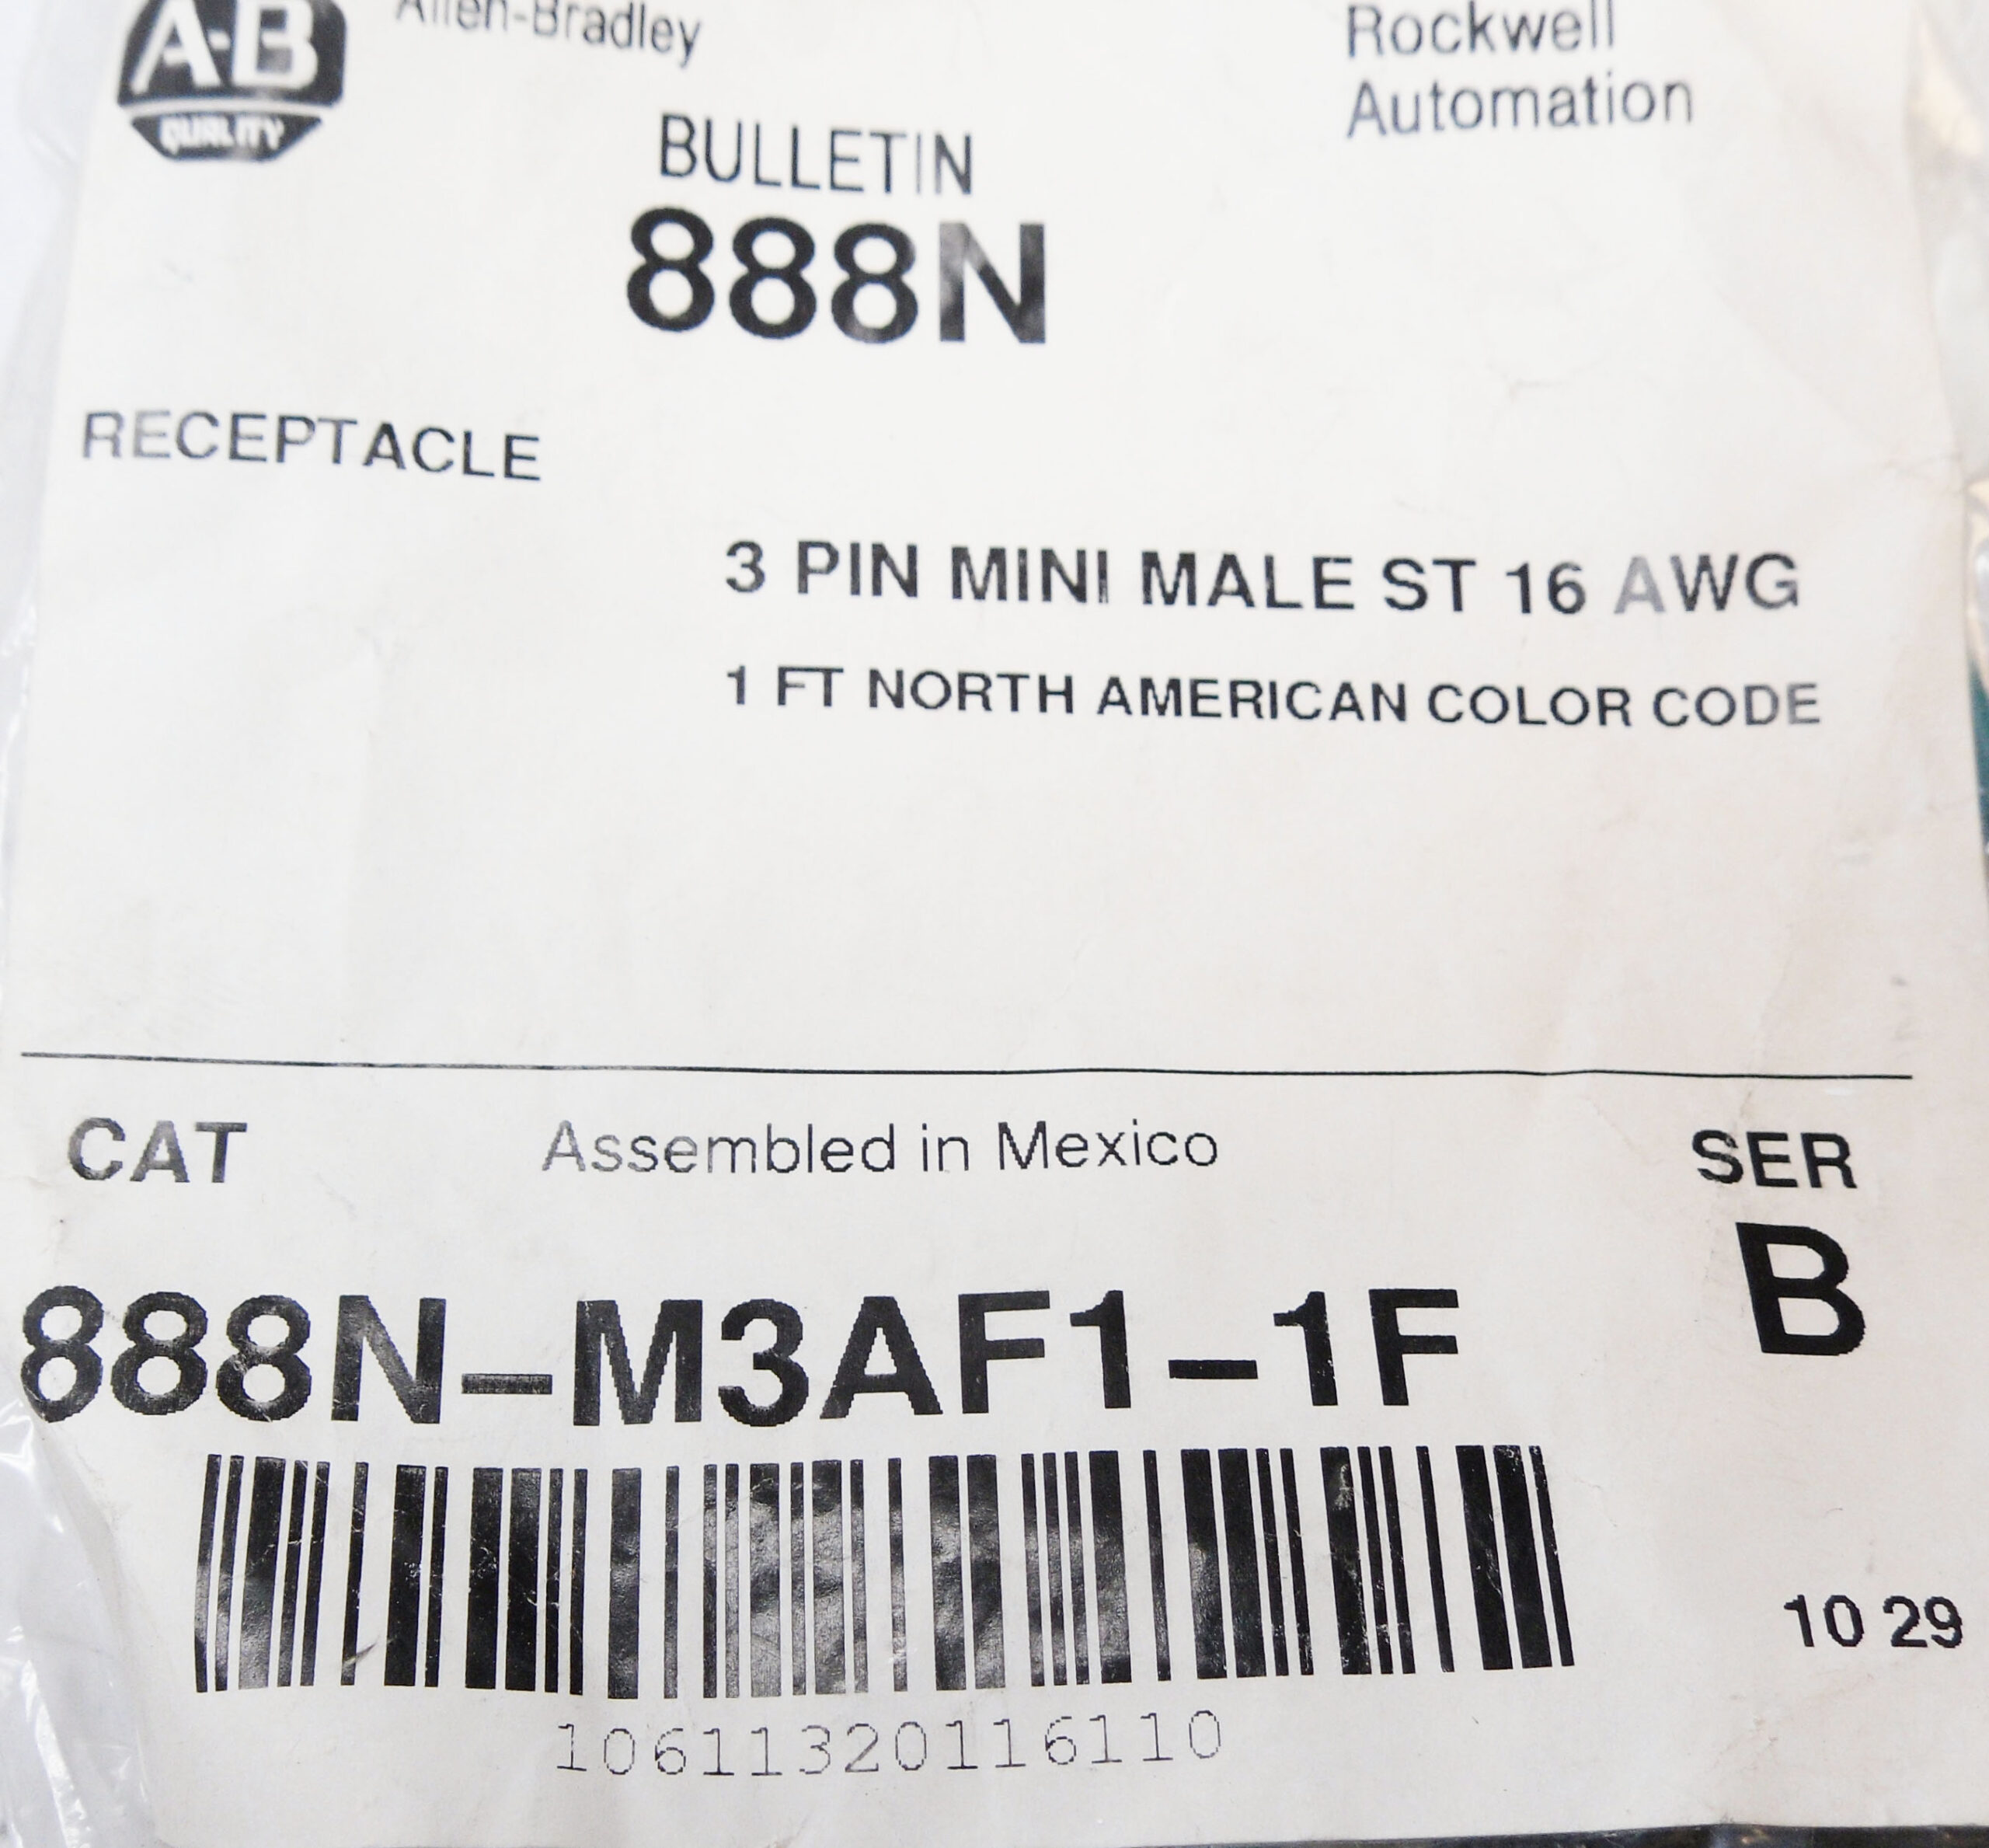 A-B
QUALITY
Allen-Bradley
Rockwell
Automation
BULLETIN
888N
RECEPTACLE
3 PIN MINI MALE ST 16 AWG
1 FT NORTH AMERICAN COLOR CODE
CAT
Assembled in Mexico
SER
B
888N-M3AF1-1F
10611320116110
10 29